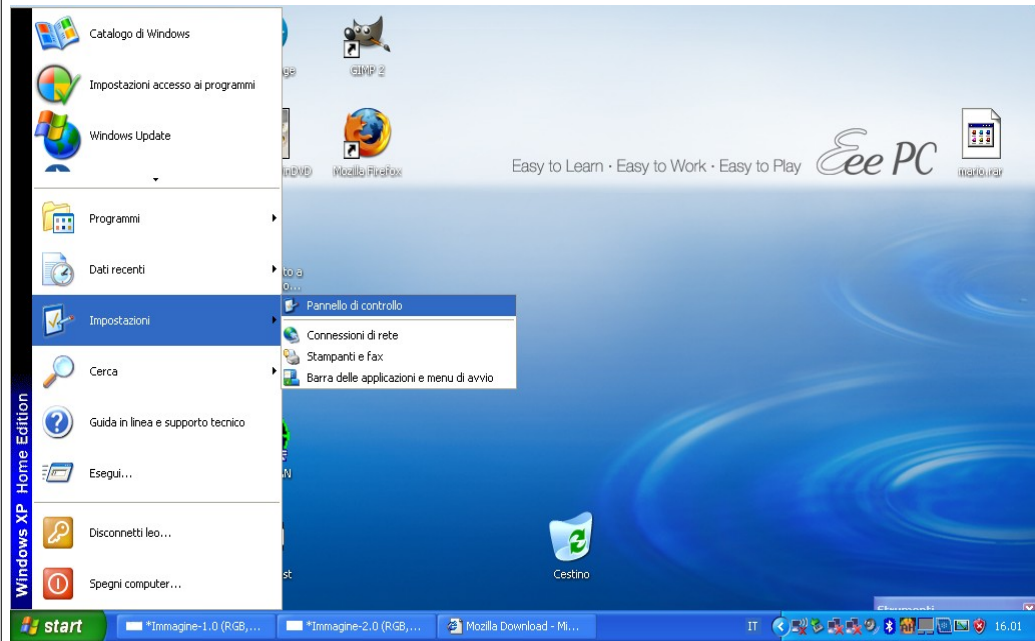 Catalogo di Windows
Impostazioni accesso ai programmi
Windows Update
Programmi
Dati recenti
Impostazioni
Cerca
Guida in linea e supporto tecnico
Esegui...
Disconnetti leo...
Spegni computer...
Windows XP Home Edition
Pannello di controllo
Connessioni di rete
Stampanti e fax
Barra delle applicazioni e menu di avvio
GIMP 2
Mozilla Firefox
Easy to Learn · Easy to Work · Easy to Play
Eee PC
mario.rar
Cestino
Strumenti
start
*Immagine-1.0 (RGB,...
*Immagine-2.0 (RGB,...
Mozilla Download - Mi...
IT
16.01